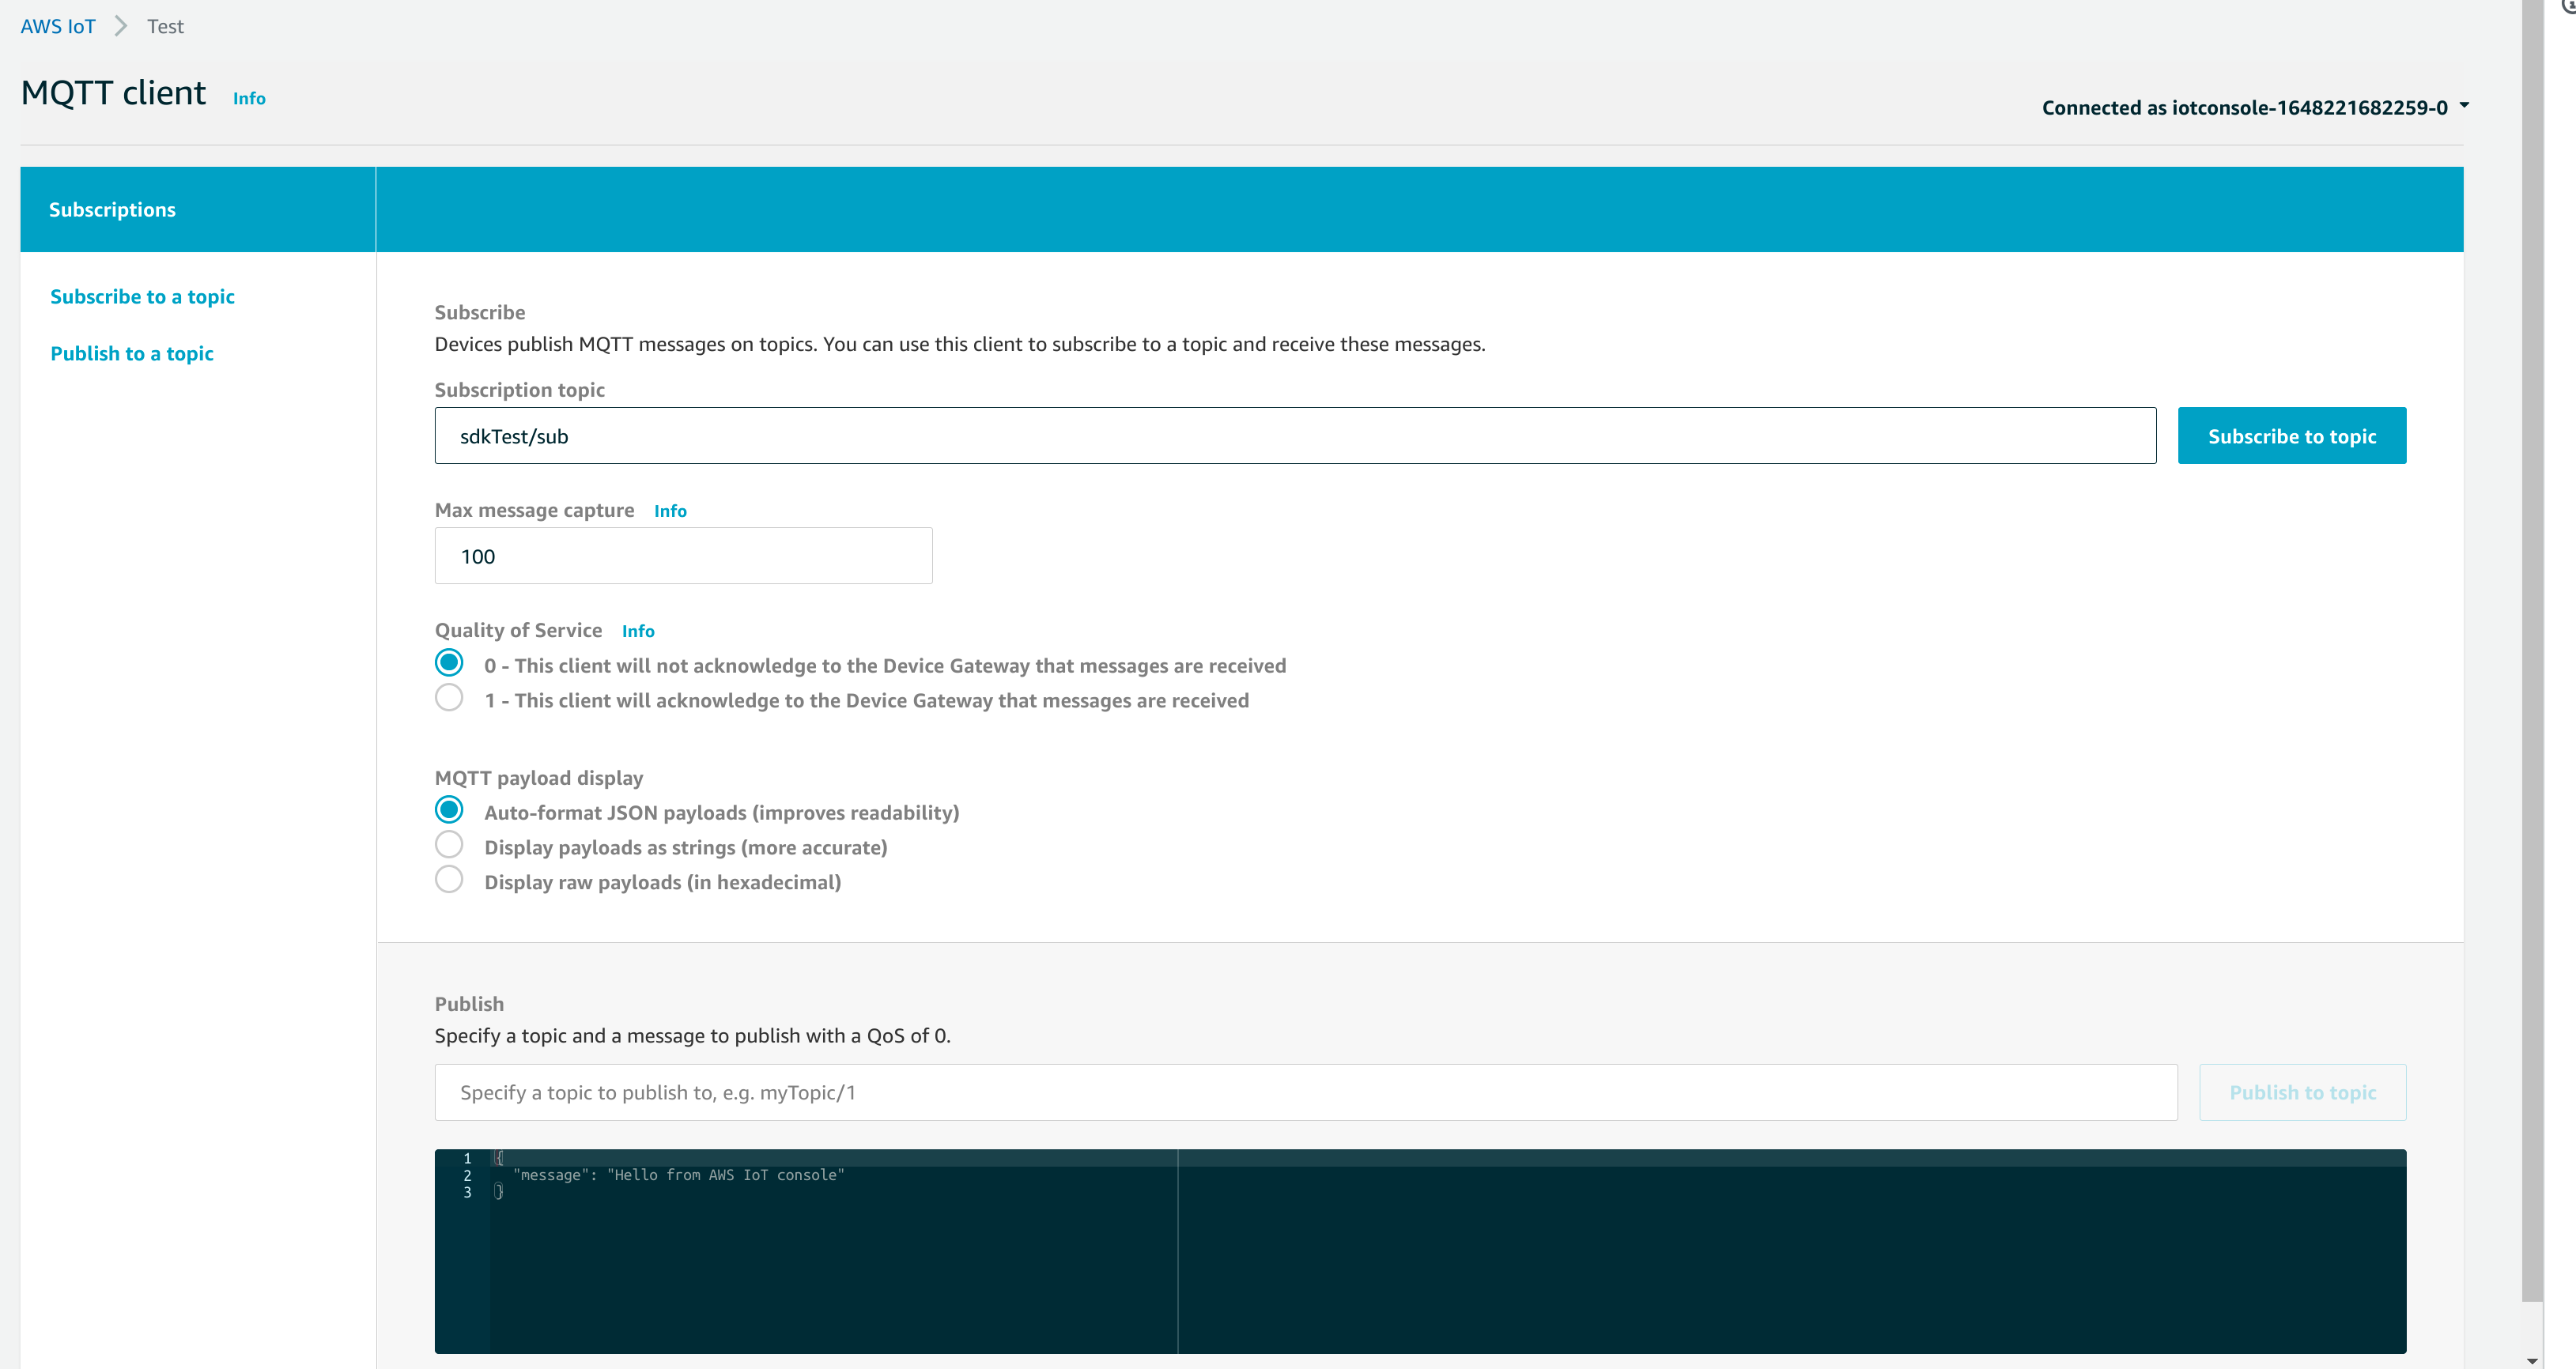 AWS IoT > Test
MQTT client Info
Connected as iotconsole-1648221682259-0
Subscriptions
Subscribe to a topic
Publish to a topic
Subscribe
Devices publish MQTT messages on topics. You can use this client to subscribe to a topic and receive these messages.
Subscription topic
sdkTest/sub
Subscribe to topic
Max message capture Info
100
Quality of Service Info
0 - This client will not acknowledge to the Device Gateway that messages are received
1 - This client will acknowledge to the Device Gateway that messages are received
MQTT payload display
Auto-format JSON payloads (improves readability)
Display payloads as strings (more accurate)
Display raw payloads (in hexadecimal)
Publish
Specify a topic and a message to publish with a QoS of 0.
Specify a topic to publish to, e.g. myTopic/1
Publish to topic
1 {
2 "message": "Hello from AWS IoT console"
3 }